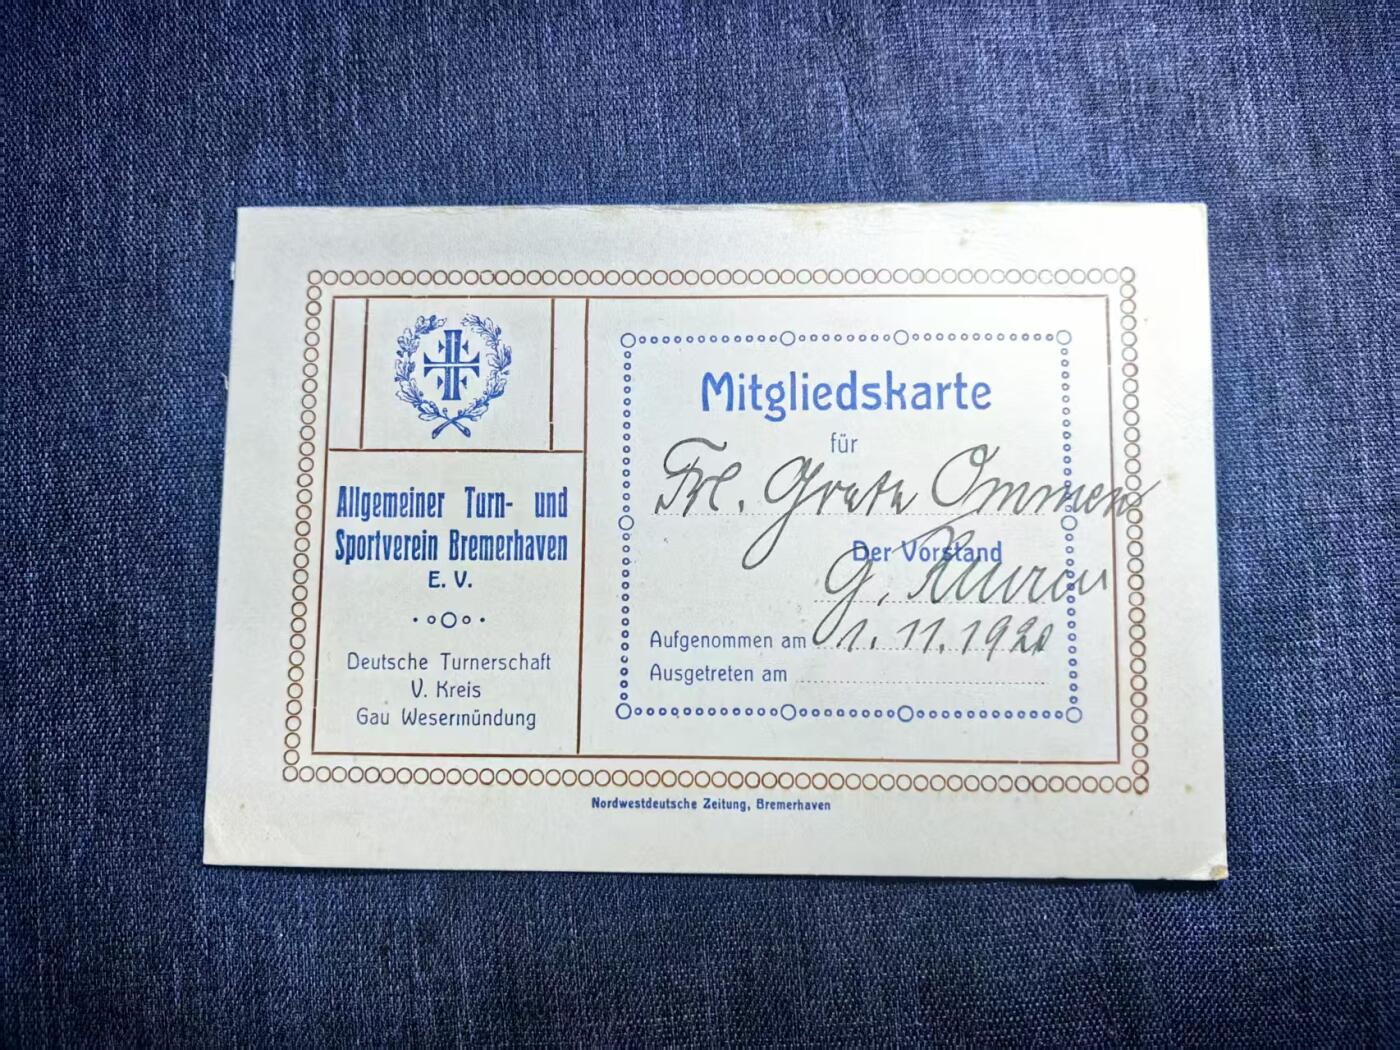 Allgemeiner Turn- und
Sportverein Bremerhaven
E. V.
Deutsche Turnerschaft
V. Kreis
Gau Wesermündung
Mitgliedskarte
für
Frl. Grete Ommen
Der Vorstand
G.
Aufgenommen am 1. 11. 1920
Ausgetreten am
Nordwestdeutsche Zeitung, Bremerhaven